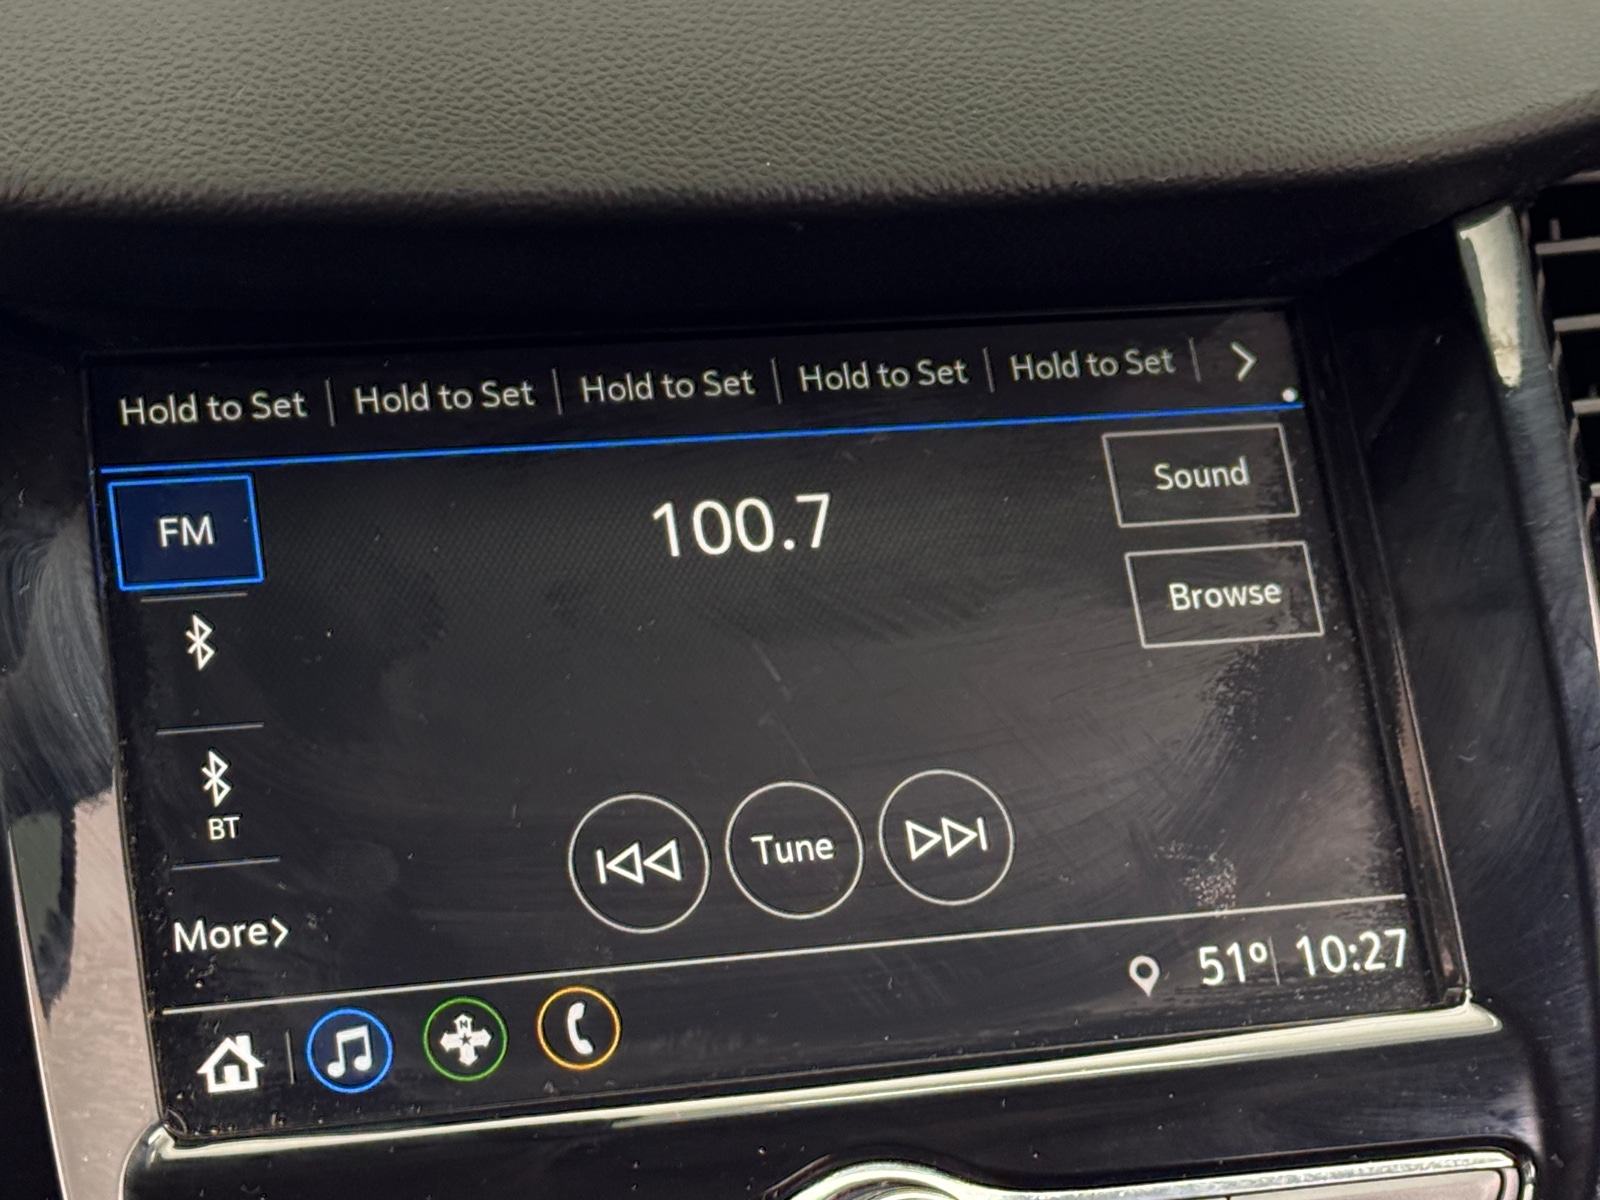 Hold to Set | Hold to Set | Hold to Set | Hold to Set | Hold to Set | >
FM
100.7
Sound
Browse
BT
Tune
More>
51° 10:27
N